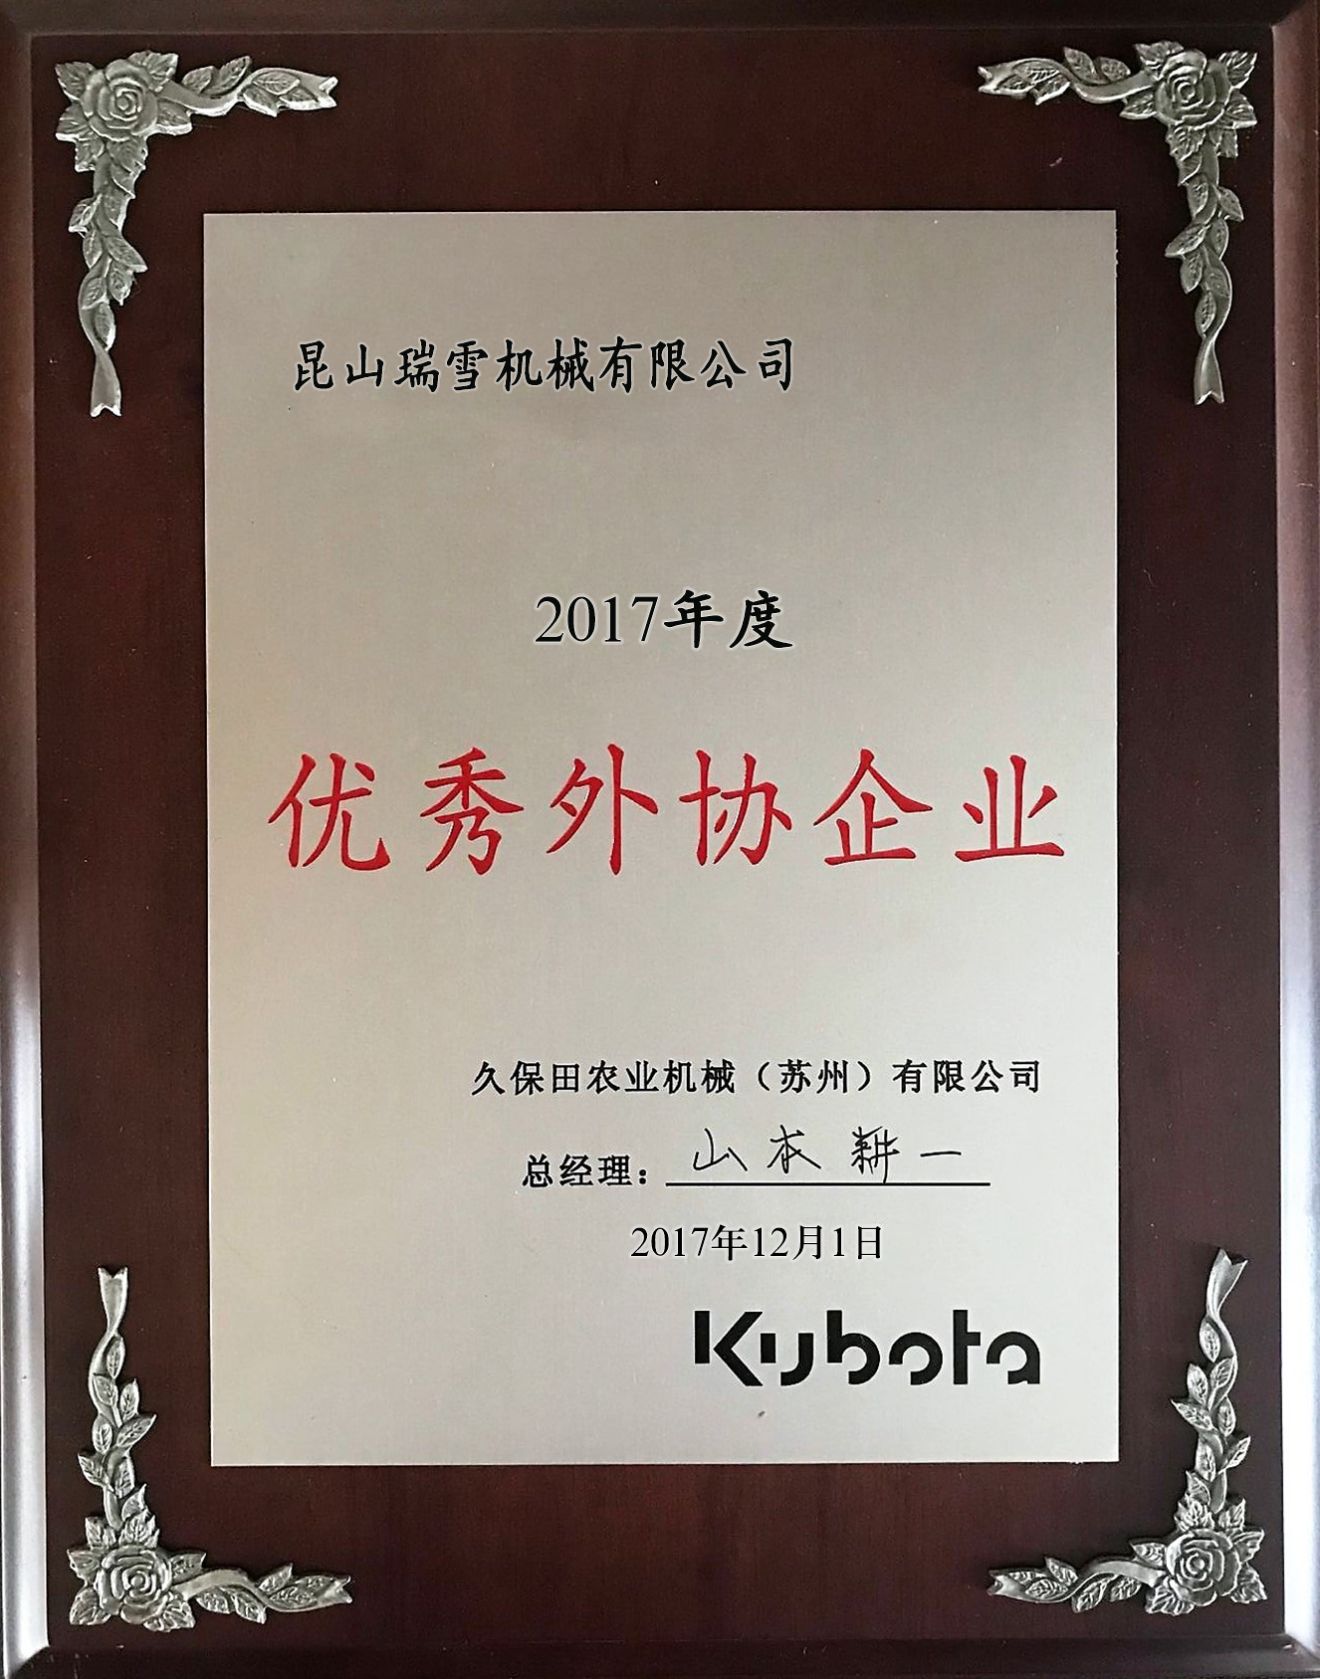 昆山瑞雪机械有限公司
2017年度
优秀外协企业
久保田农业机械（苏州）有限公司
总经理：山本耕一
2017年12月1日
Kubota